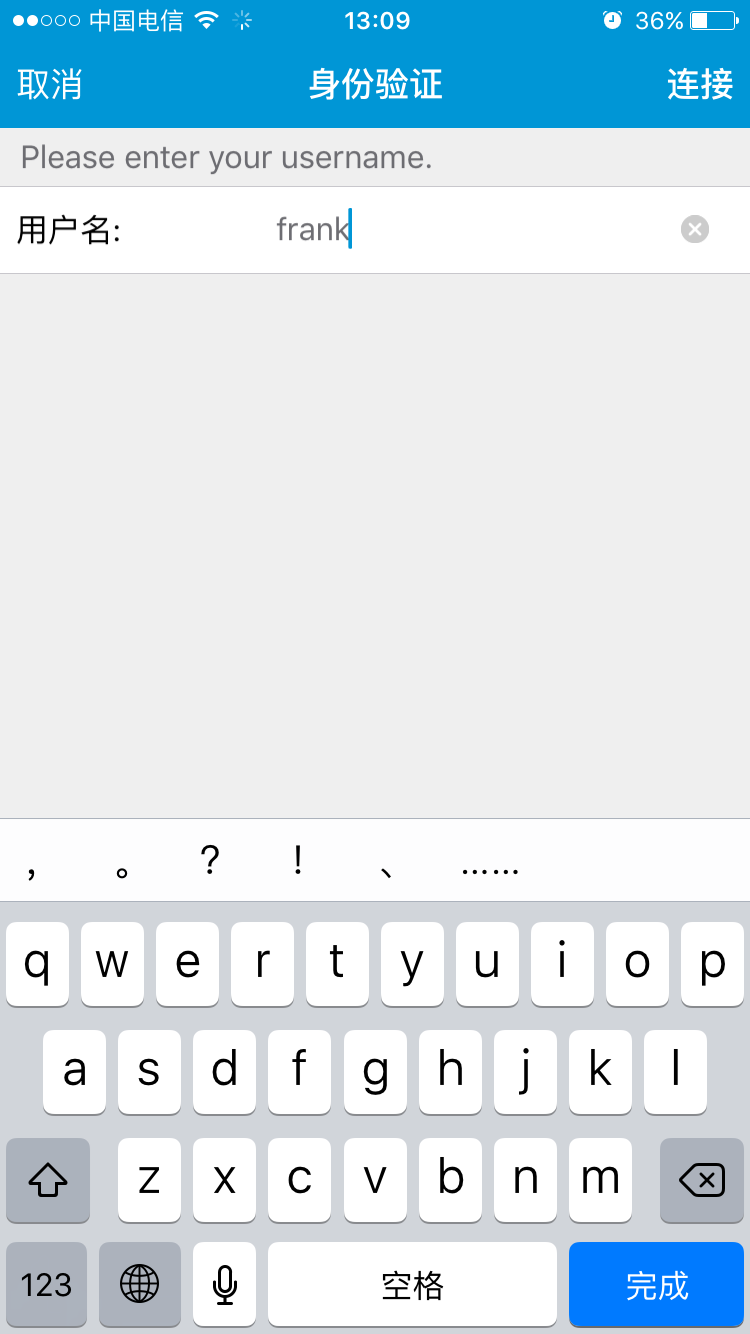 中国电信 13:09 36%
取消 身份验证 连接
Please enter your username.
用户名: frank
， 。 ? ! 、 ……
q w e r t y u i o p
a s d f g h j k l
z x c v b n m
123 空格 完成